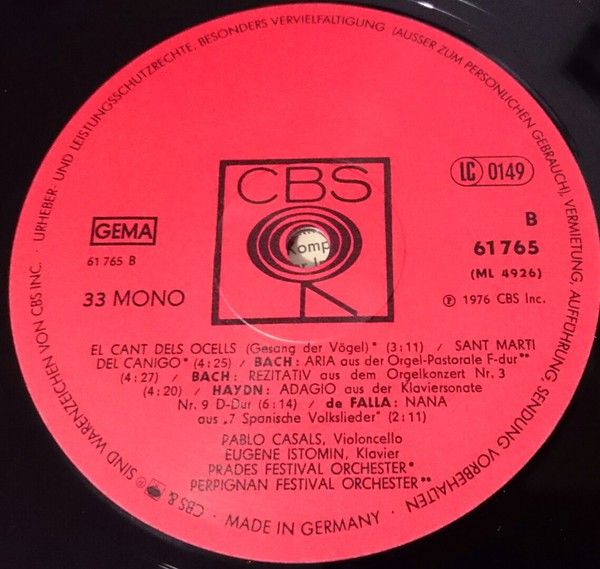 URHEBER- UND LEISTUNGSSCHUTZRECHTE, BESONDERS VERVIELFÄLTIGUNG (AUSSER ZUM PERSÖNLICHEN GEBRAUCH), VERMIETUNG, AUFFÜHRUNG, SENDUNG VORBEHALTEN
CBS
LC 0149
GEMA
B
61 765 B
61 765
(ML 4926)
33 MONO
Ⓟ 1976 CBS Inc.
Komp
EL CANT DELS OCELLS (Gesang der Vögel)* (3:11) / SANT MARTI
DEL CANIGO* (4:25) / BACH: ARIA aus der Orgel-Pastorale F-dur**
(4:27) / BACH: REZITATIV aus dem Orgelkonzert Nr. 3
(4:20) / HAYDN: ADAGIO aus der Klaviersonate
Nr. 9 D-Dur (6:14) / de FALLA: NANA
aus „7 Spanische Volkslieder" (2:11)
PABLO CASALS, Violoncello
EUGENE ISTOMIN, Klavier
PRADES FESTIVAL ORCHESTER*
PERPIGNAN FESTIVAL ORCHESTER**
CBS & SIND WARENZEICHEN VON CBS INC. · MADE IN GERMANY ·